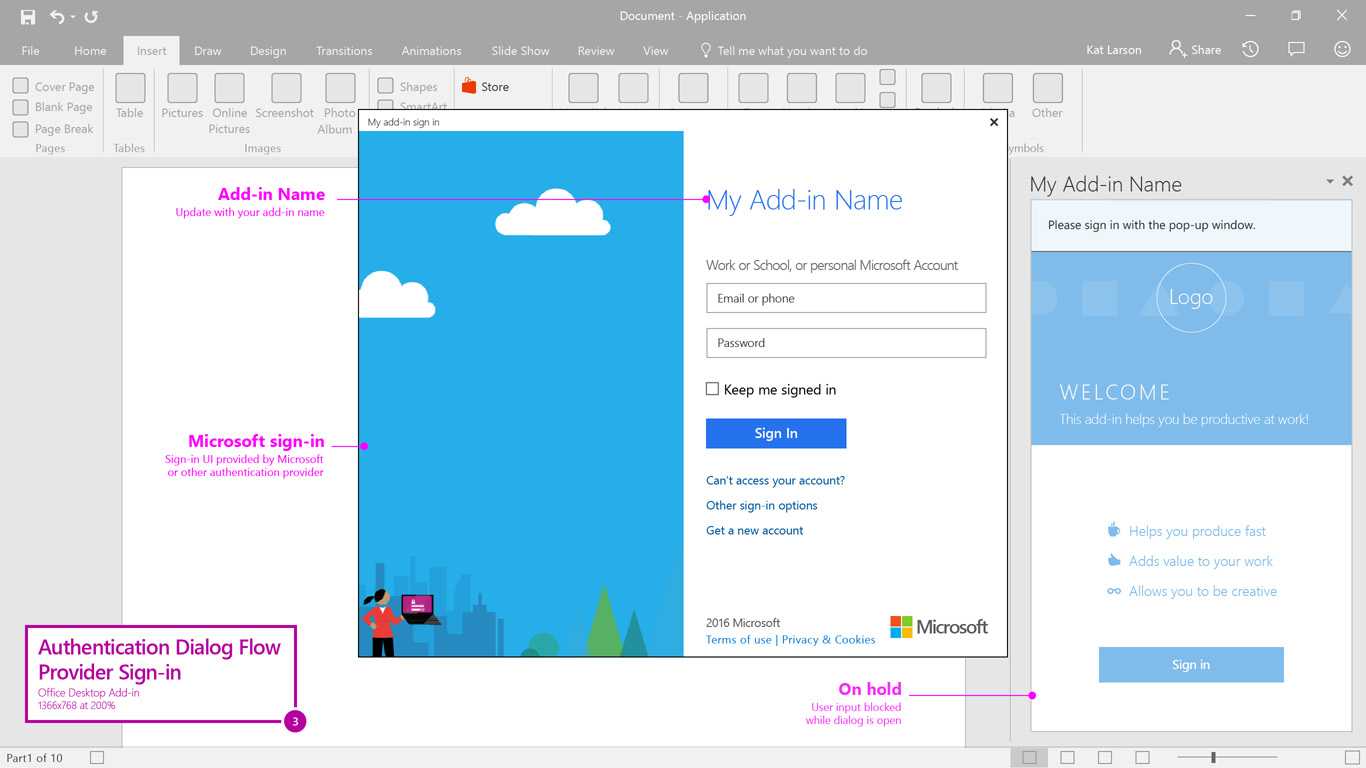 Document - Application
File Home Insert Draw Design Transitions Animations Slide Show Review View Tell me what you want to do Kat Larson Share
Cover Page
Blank Page
Page Break
Pages
Table
Tables
Pictures
Online
Pictures
Screenshot
Photo
Album
Images
Shapes
SmartArt
Store
Other
My add-in sign in
Add-in Name
Update with your add-in name
My Add-in Name
Work or School, or personal Microsoft Account
Email or phone
Password
Keep me signed in
Sign In
Can't access your account?
Other sign-in options
Get a new account
2016 Microsoft
Terms of use | Privacy & Cookies
Microsoft
Microsoft sign-in
Sign-in UI provided by Microsoft
or other authentication provider
My Add-in Name
Please sign in with the pop-up window.
Logo
WELCOME
This add-in helps you be productive at work!
Helps you produce fast
Adds value to your work
Allows you to be creative
Sign in
On hold
User input blocked
while dialog is open
Authentication Dialog Flow
Provider Sign-in
Office Desktop Add-in
1366x768 at 200%
3
Part1 of 10